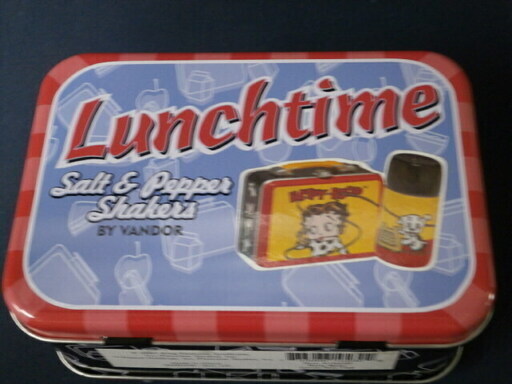 Lunchtime
Salt & Pepper
Shakers
BY VANDOR
BETTY BOOP